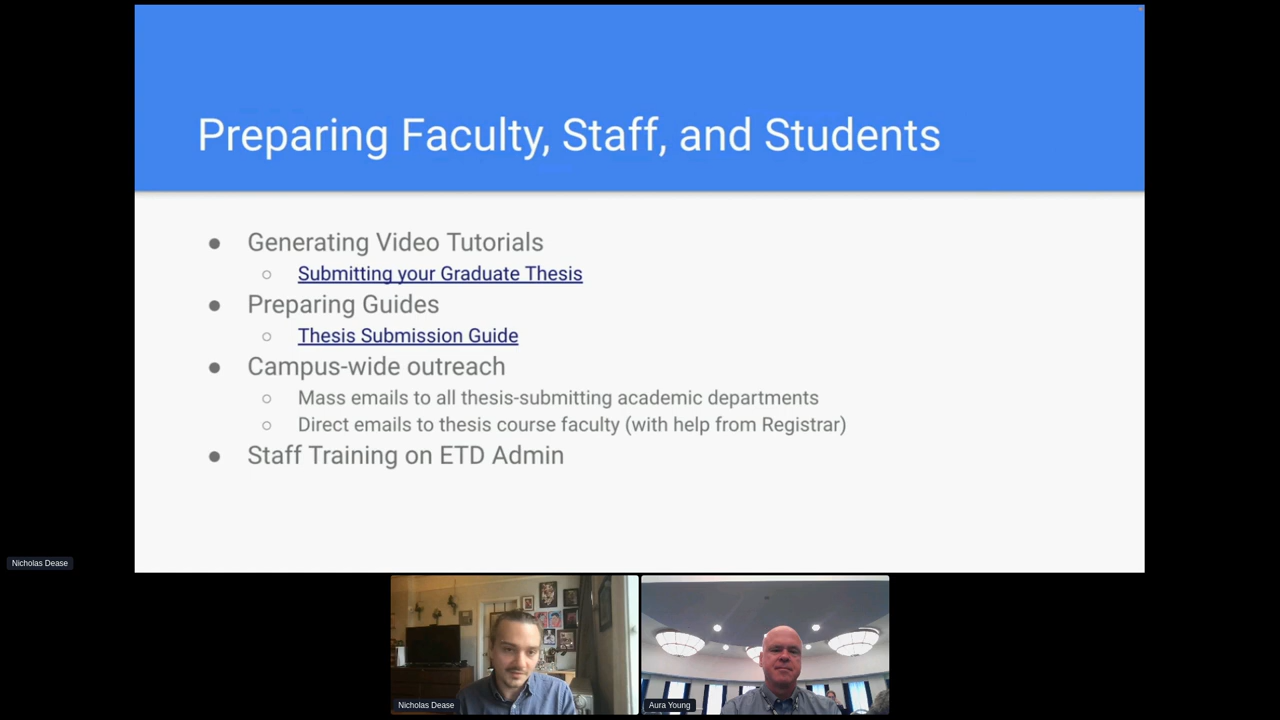 Preparing Faculty, Staff, and Students
Generating Video Tutorials
Submitting your Graduate Thesis
Preparing Guides
Thesis Submission Guide
Campus-wide outreach
Mass emails to all thesis-submitting academic departments
Direct emails to thesis course faculty (with help from Registrar)
Staff Training on ETD Admin
Nicholas Dease
Nicholas Dease
Aura Young